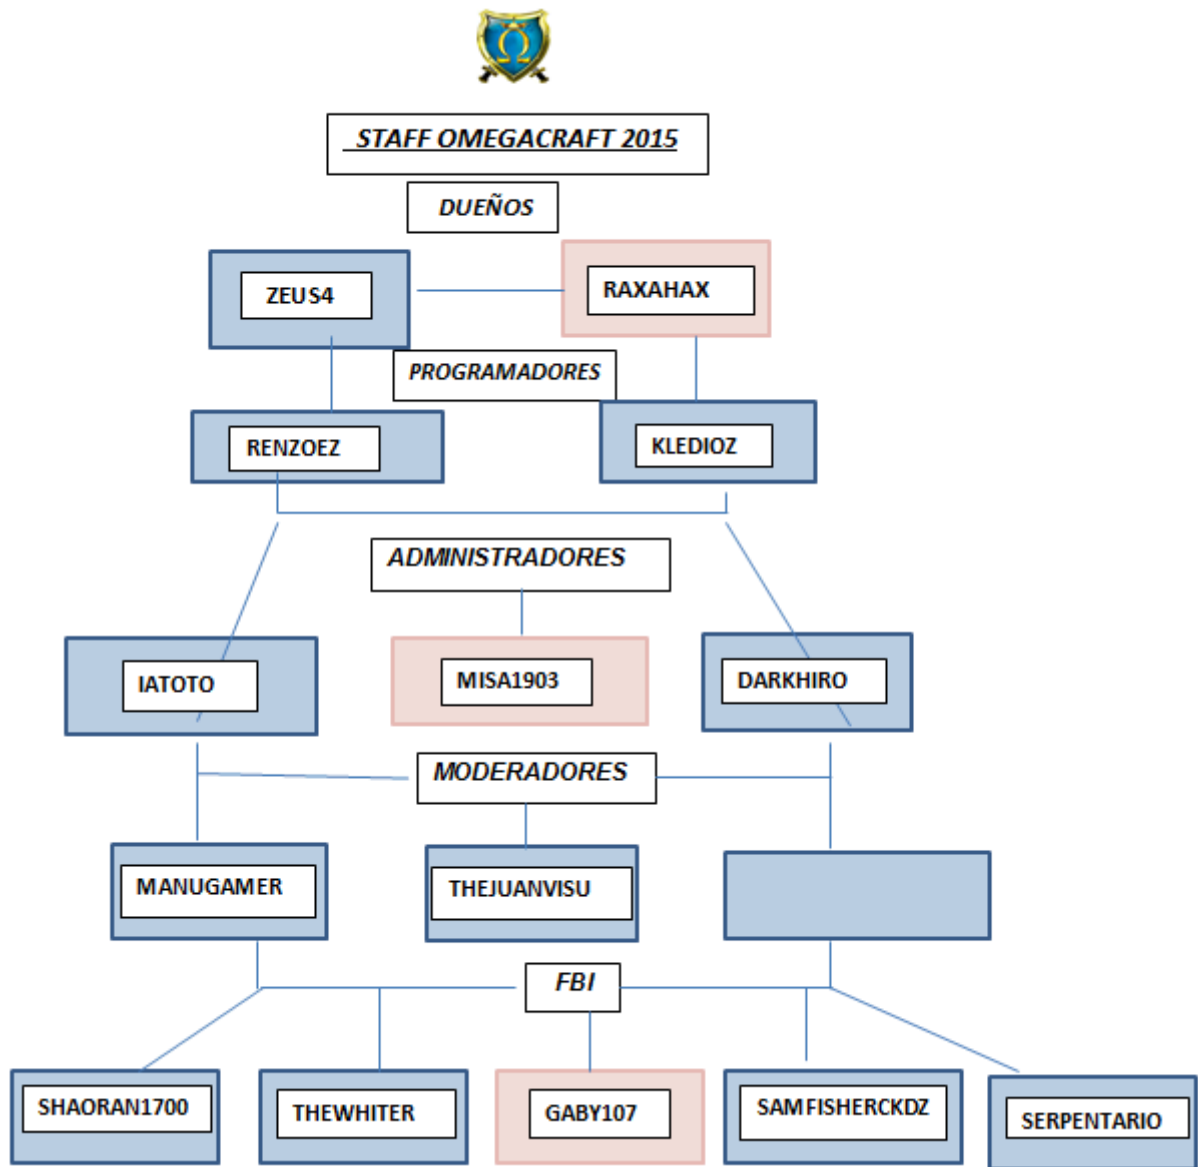 STAFF OMEGACRAFT 2015
DUEÑOS
ZEUS4
RAXAHAX
PROGRAMADORES
RENZOEZ
KLEDIOZ
ADMINISTRADORES
IATOTO
MISA1903
DARKHIRO
MODERADORES
MANUGAMER
THEJUANVISU
FBI
SHAORAN1700
THEWHITER
GABY107
SAMFISHERCKDZ
SERPENTARIO